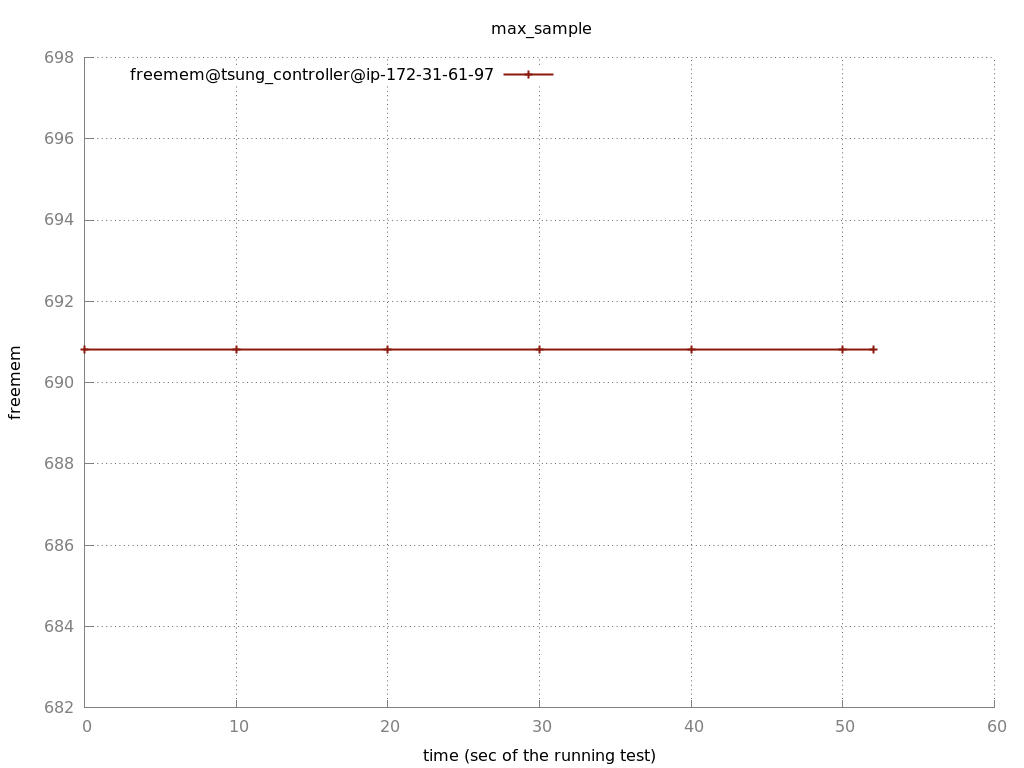 max_sample
freemem@tsung_controller@ip-172-31-61-97
698
696
694
692
690
688
686
684
682
freemem
0 10 20 30 40 50 60
time (sec of the running test)